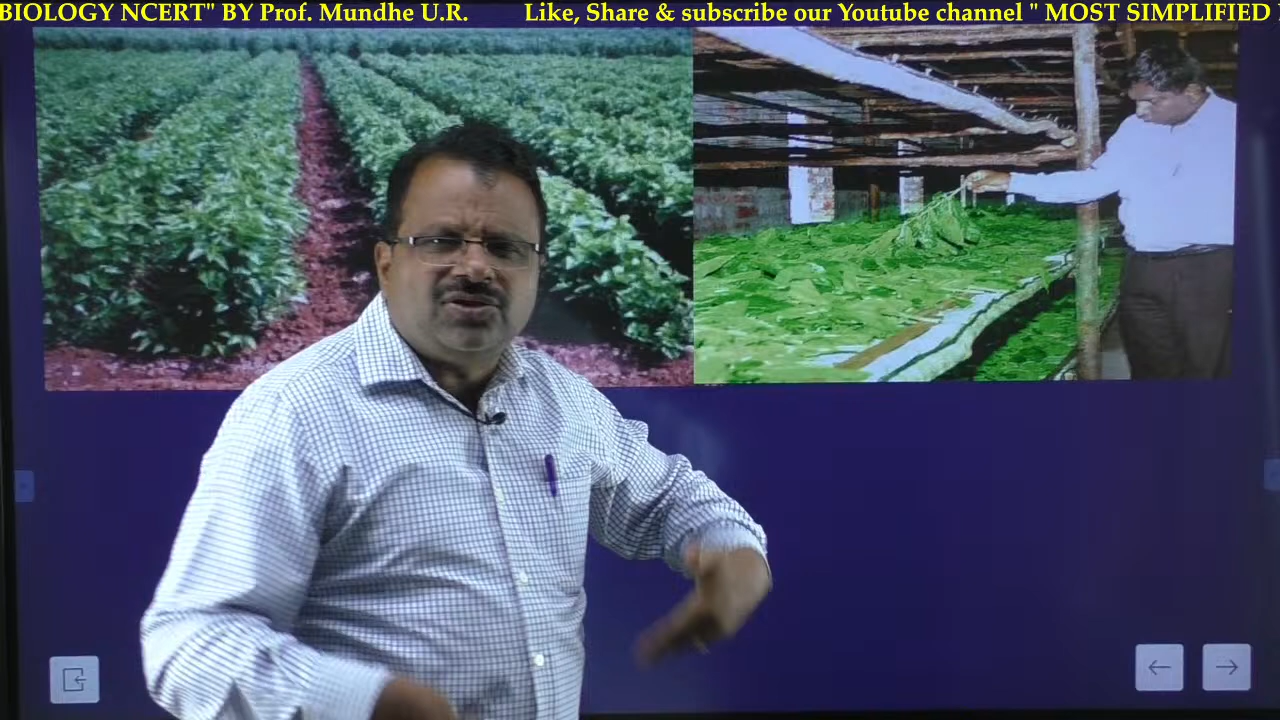 BIOLOGY NCERT" BY Prof. Mundhe U.R. Like, Share & subscribe our Youtube channel " MOST SIMPLIFIED